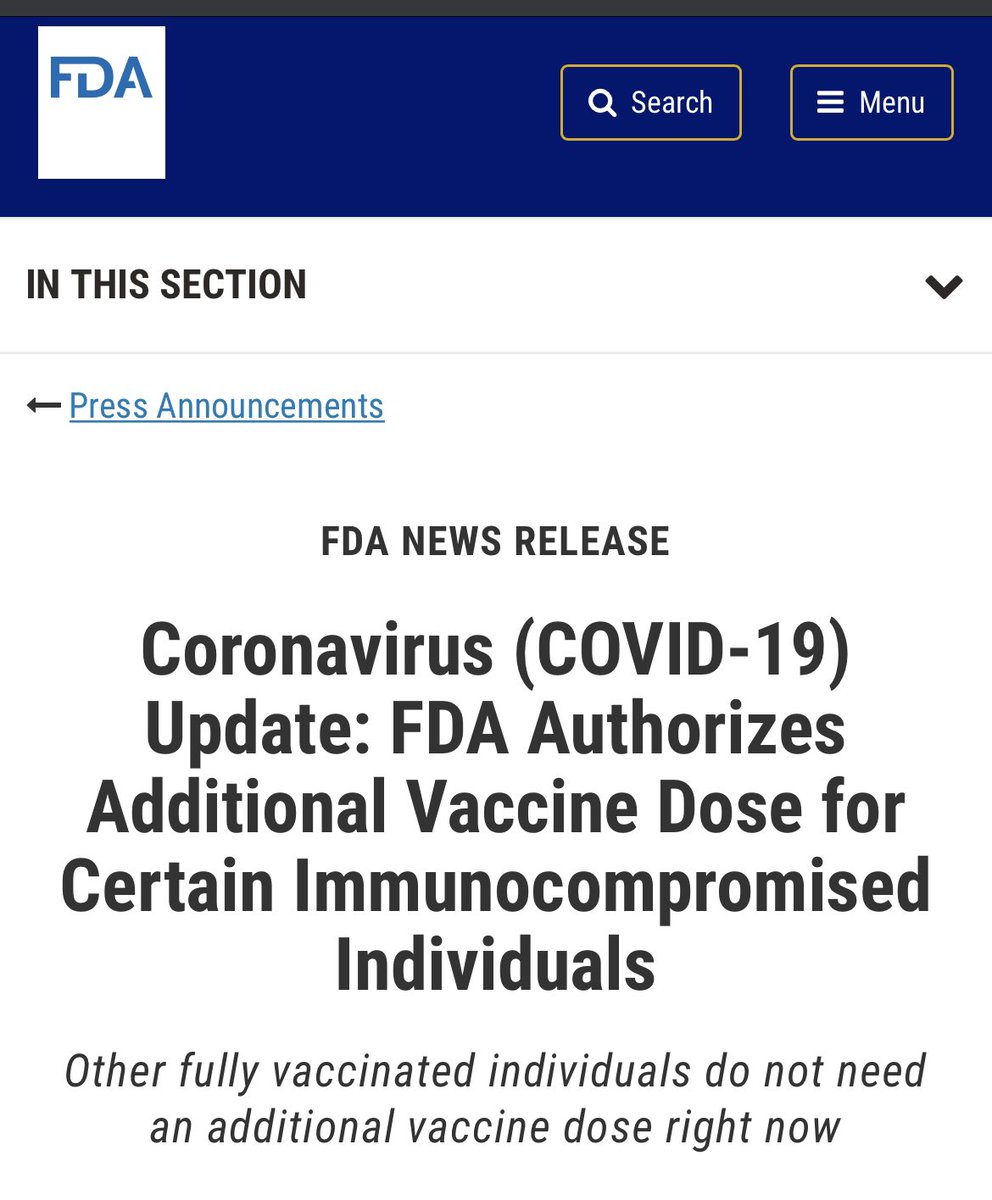 FDA
Search
Menu
IN THIS SECTION
Press Announcements
FDA NEWS RELEASE
Coronavirus (COVID-19)
Update: FDA Authorizes
Additional Vaccine Dose for
Certain Immunocompromised
Individuals
Other fully vaccinated individuals do not need
an additional vaccine dose right now